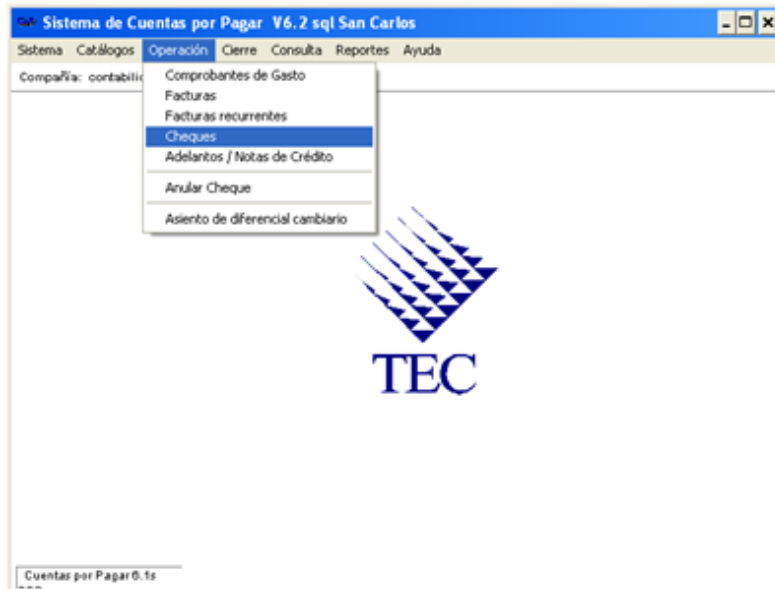 Sistema de Cuentas por Pagar V6.2 sql San Carlos
Sistema Catálogos Operación Cierre Consulta Reportes Ayuda
Compañía: contabilic
Comprobantes de Gasto
Facturas
Facturas recurrentes
Cheques
Adelantos / Notas de Crédito
Anular Cheque
Asiento de diferencial cambiario
TEC
Cuentas por Pagar 6.1s